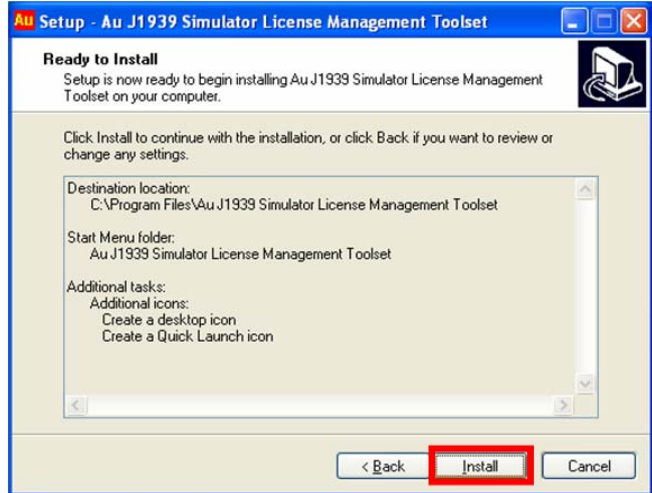 Au Setup - Au J1939 Simulator License Management Toolset
Ready to Install
Setup is now ready to begin installing Au J1939 Simulator License Management
Toolset on your computer.
Click Install to continue with the installation, or click Back if you want to review or
change any settings.
Destination location:
C:\Program Files\Au J1939 Simulator License Management Toolset
Start Menu folder:
Au J1939 Simulator License Management Toolset
Additional tasks:
Additional icons:
Create a desktop icon
Create a Quick Launch icon
< Back Install Cancel